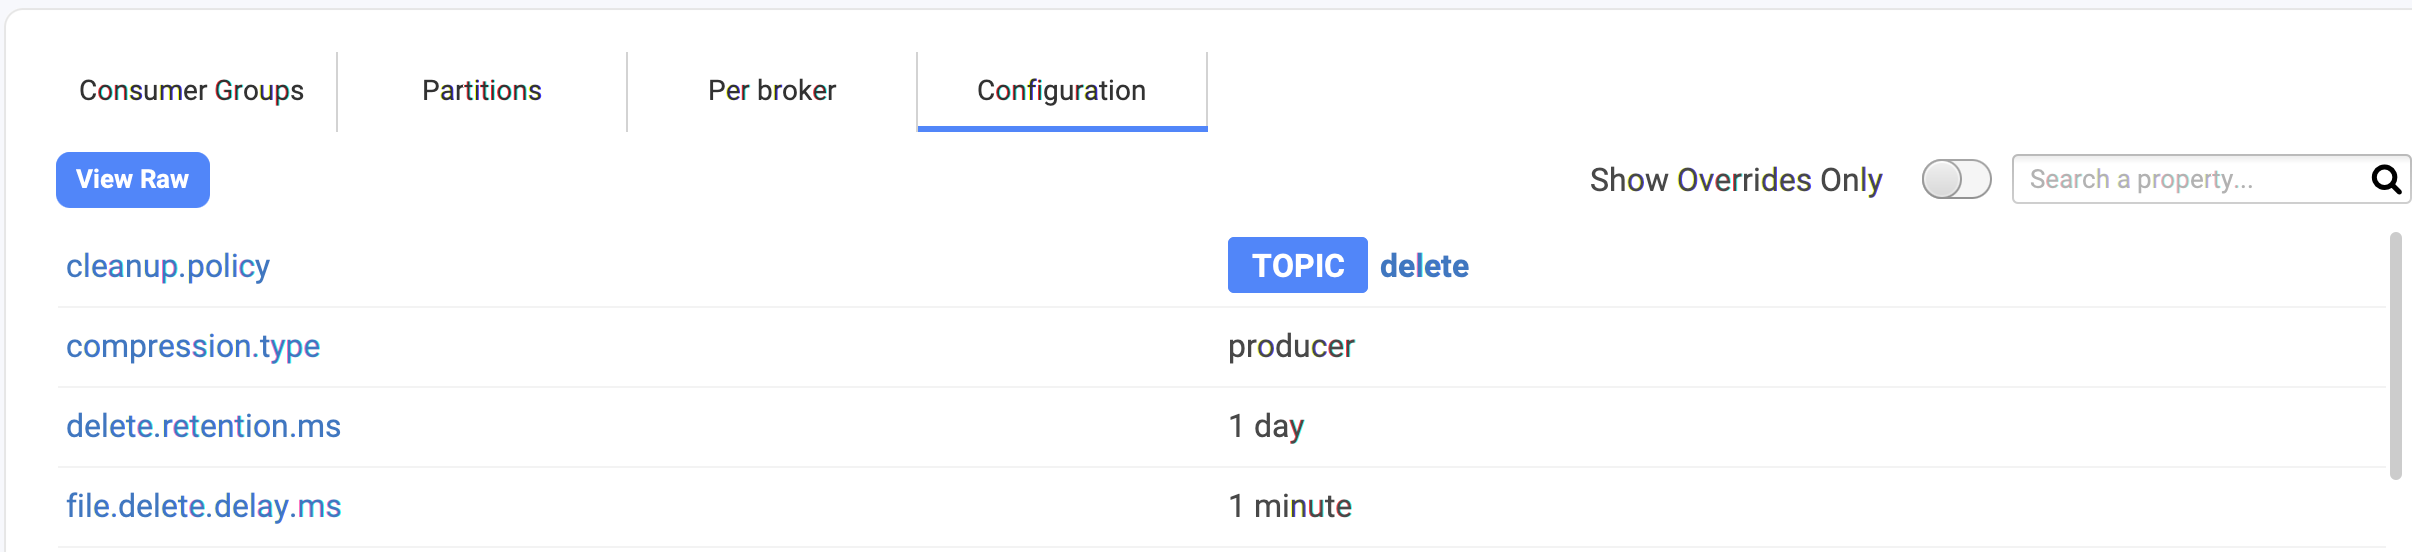 Consumer Groups Partitions Per broker Configuration
View Raw Show Overrides Only Search a property...
cleanup.policy TOPIC delete
compression.type producer
delete.retention.ms 1 day
file.delete.delay.ms 1 minute